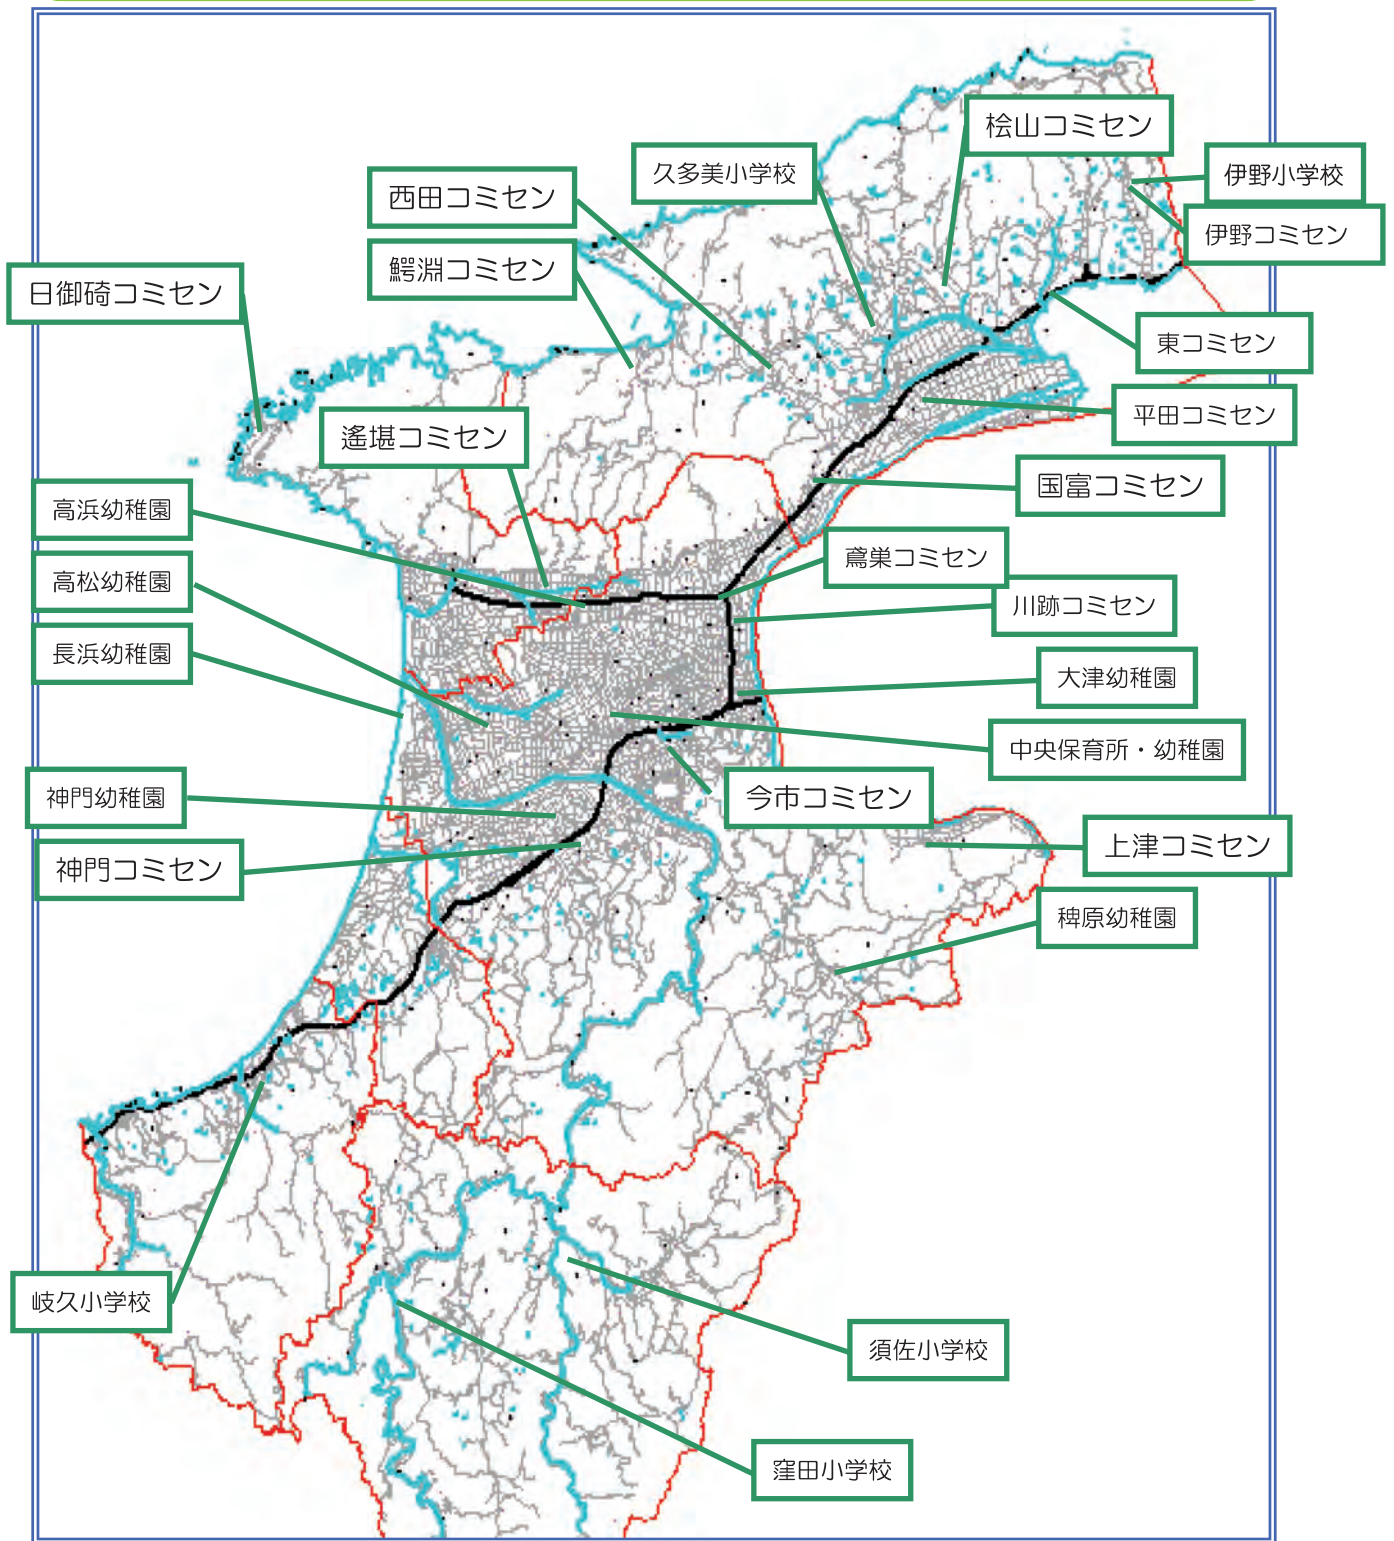 桧山コミセン
久多美小学校
伊野小学校
西田コミセン
伊野コミセン
鰐淵コミセン
日御碕コミセン
東コミセン
平田コミセン
遙堪コミセン
国富コミセン
高浜幼稚園
鳶巣コミセン
高松幼稚園
川跡コミセン
長浜幼稚園
大津幼稚園
中央保育所・幼稚園
神門幼稚園
今市コミセン
上津コミセン
神門コミセン
稗原幼稚園
岐久小学校
須佐小学校
窪田小学校